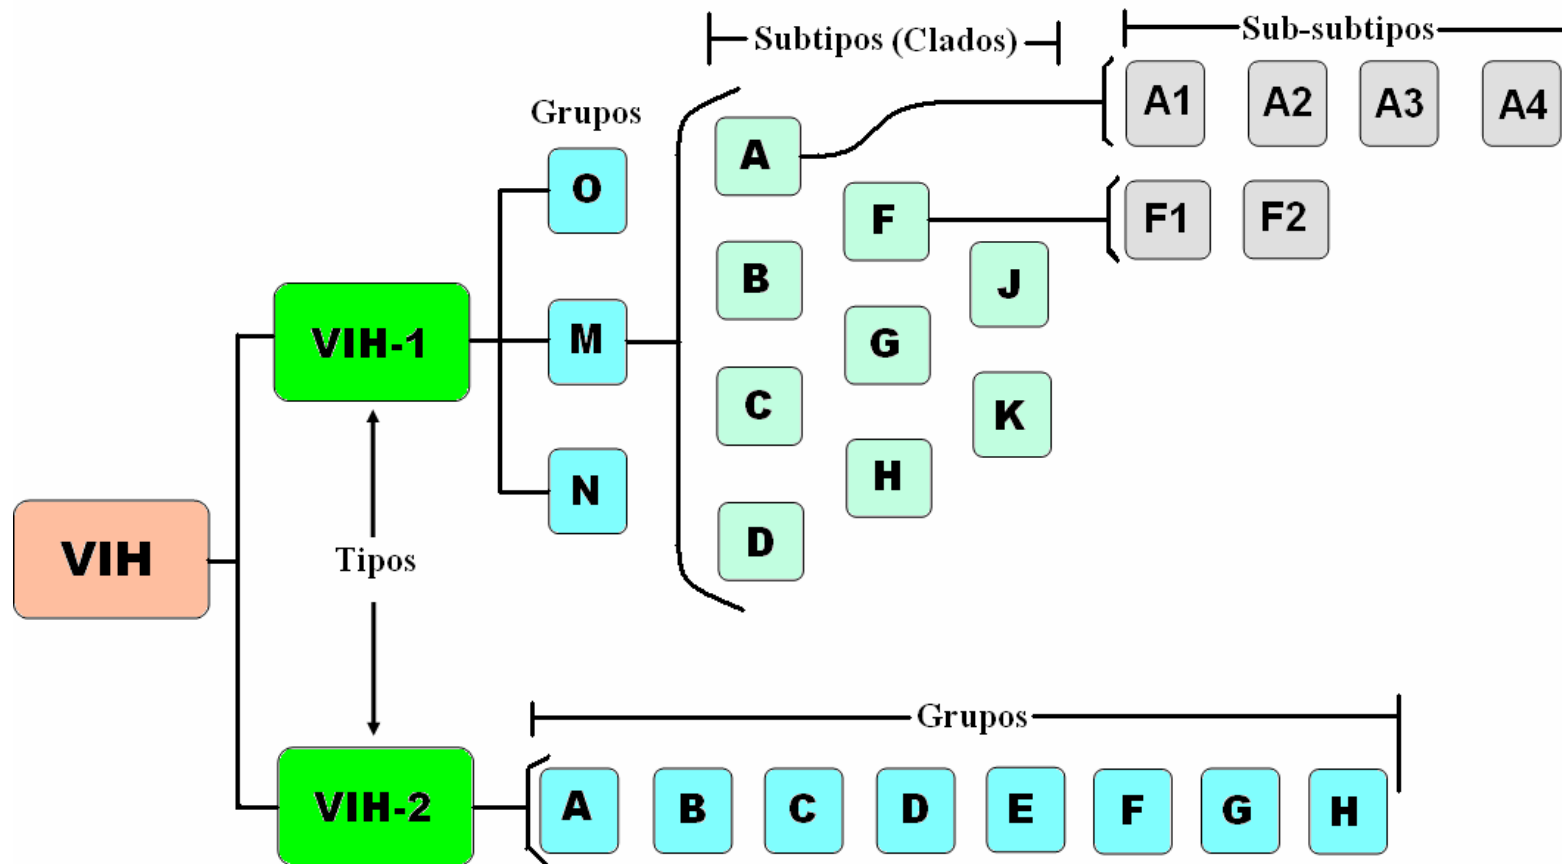 Subtipos (Clados)
Sub-subtipos
Grupos
A1 A2 A3 A4
O
A
F
F1 F2
B
J
VIH-1
M
G
C
K
N
H
D
VIH
Tipos
Grupos
VIH-2
A B C D E F G H